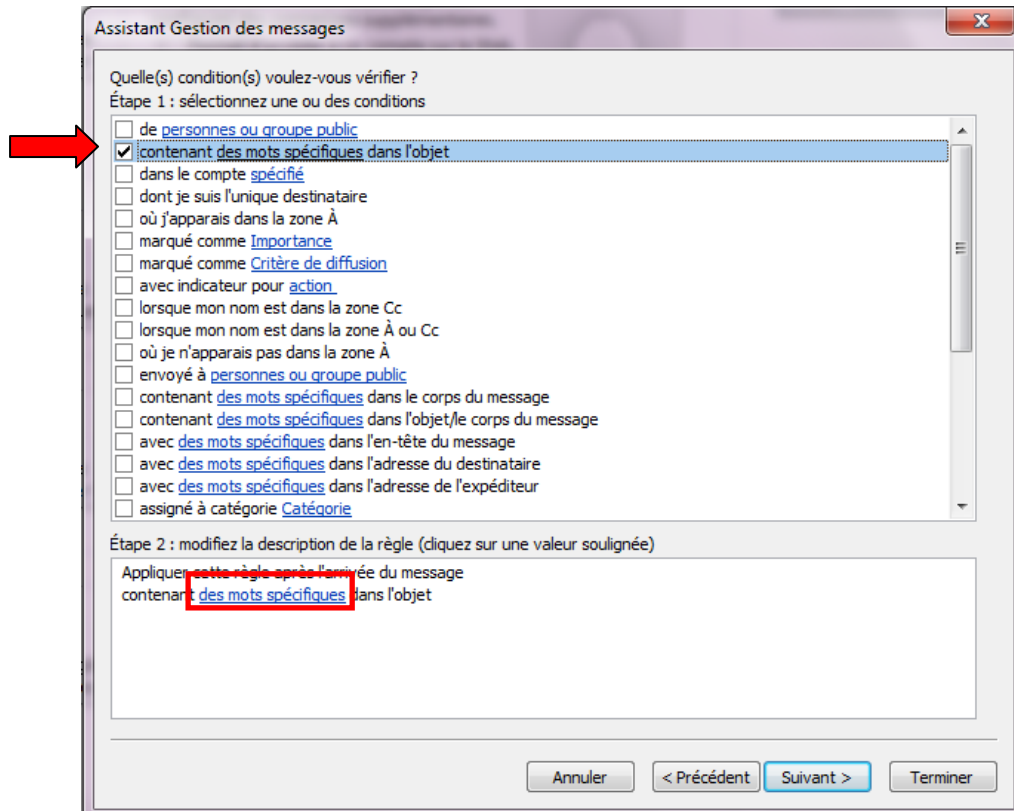 Assistant Gestion des messages
Quelle(s) condition(s) voulez-vous vérifier ?
Étape 1 : sélectionnez une ou des conditions
de personnes ou groupe public
contenant des mots spécifiques dans l'objet
dans le compte spécifié
dont je suis l'unique destinataire
où j'apparais dans la zone À
marqué comme Importance
marqué comme Critère de diffusion
avec indicateur pour action
lorsque mon nom est dans la zone Cc
lorsque mon nom est dans la zone À ou Cc
où je n'apparais pas dans la zone À
envoyé à personnes ou groupe public
contenant des mots spécifiques dans le corps du message
contenant des mots spécifiques dans l'objet/le corps du message
avec des mots spécifiques dans l'en-tête du message
avec des mots spécifiques dans l'adresse du destinataire
avec des mots spécifiques dans l'adresse de l'expéditeur
assigné à catégorie Catégorie
Étape 2 : modifiez la description de la règle (cliquez sur une valeur soulignée)
Appliquer cette règle après l'arrivée du message
contenant des mots spécifiques dans l'objet
Annuler < Précédent Suivant > Terminer